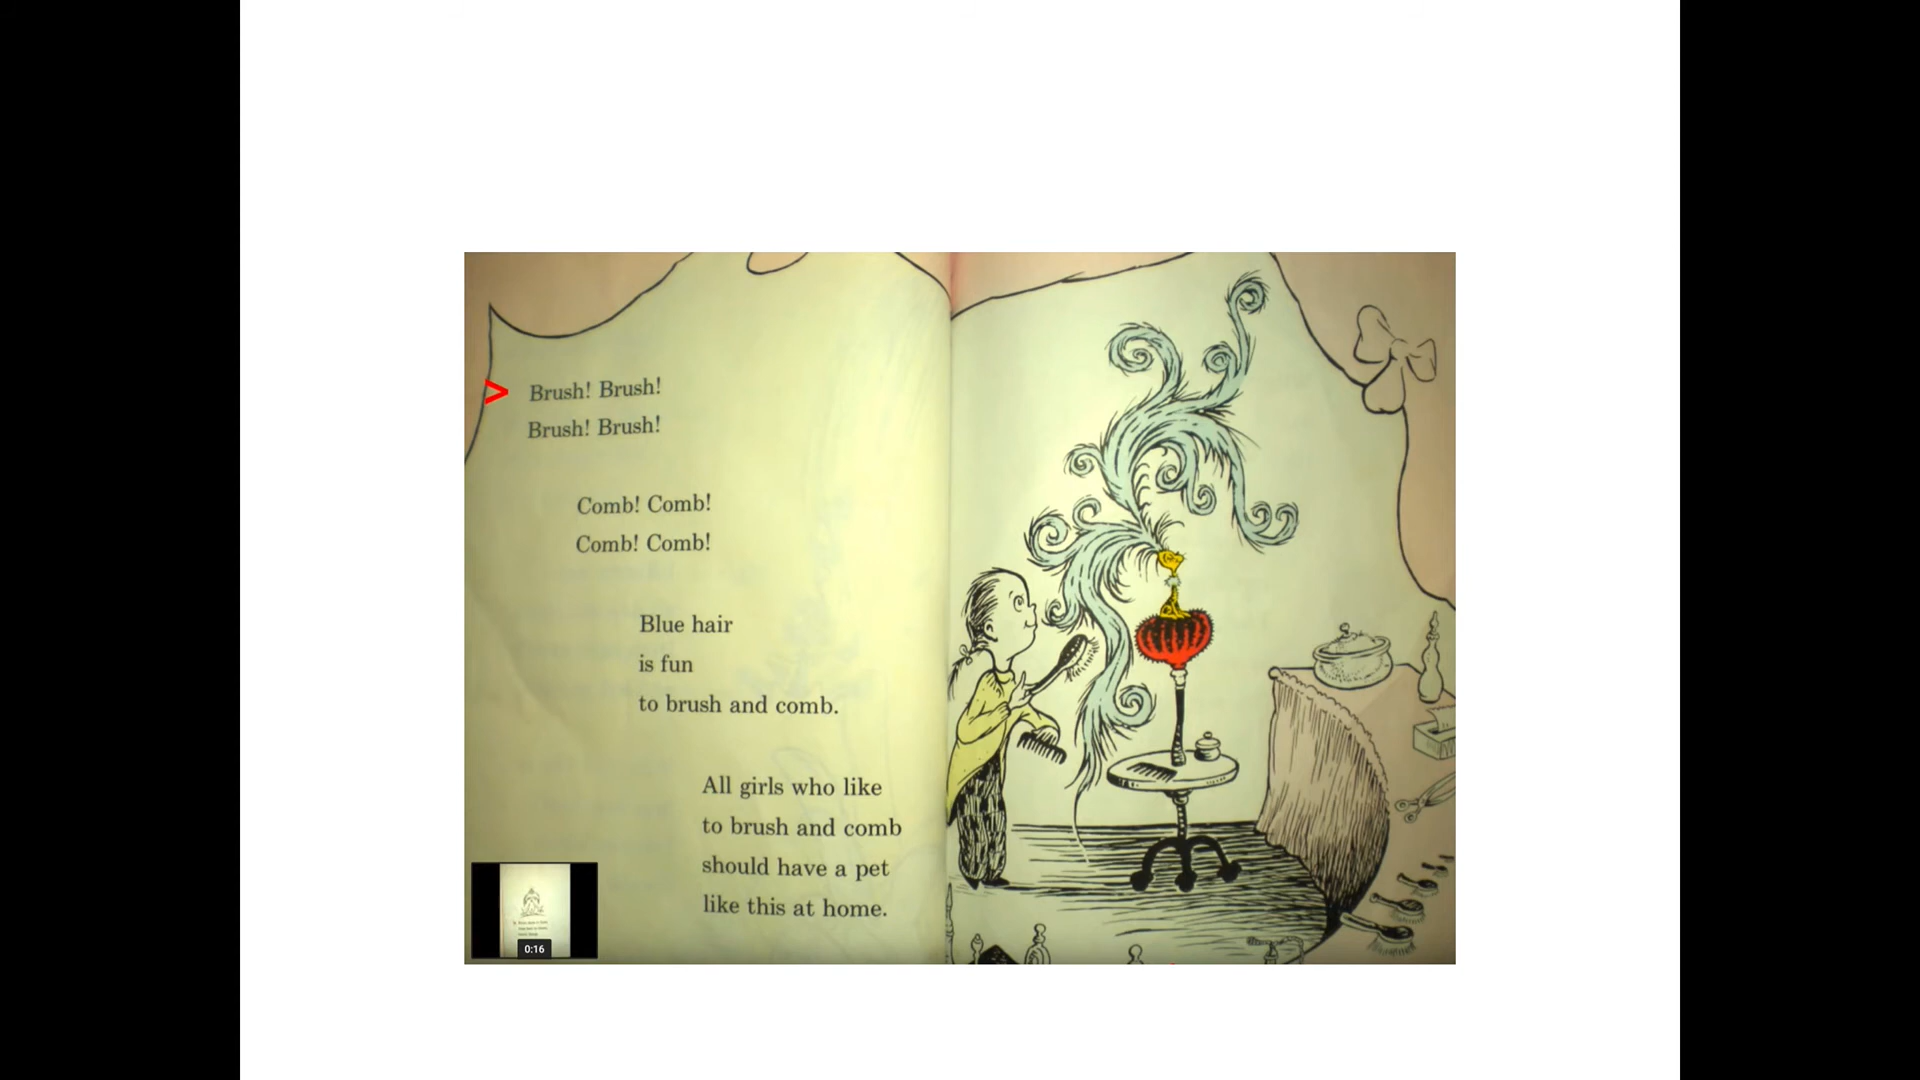 > Brush! Brush!
Brush! Brush!
Comb! Comb!
Comb! Comb!
Blue hair
is fun
to brush and comb.
All girls who like
to brush and comb
should have a pet
like this at home.
0:16